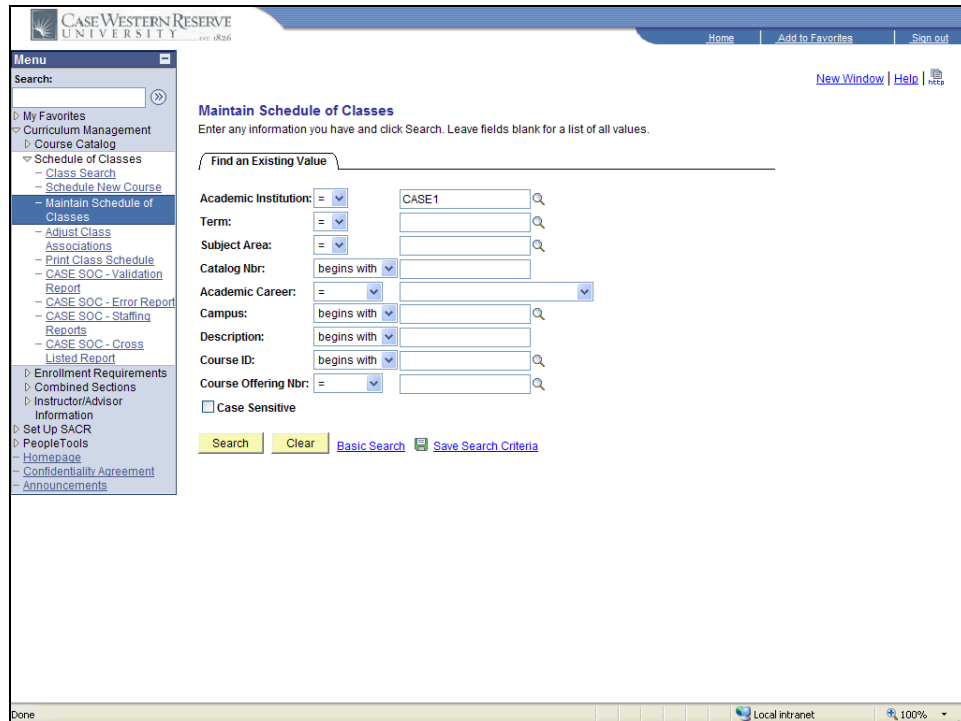 CASE WESTERN RESERVE
UNIVERSITY EST 1826
Home Add to Favorites Sign out
Menu
Search:
My Favorites
Curriculum Management
Course Catalog
Schedule of Classes
Class Search
Schedule New Course
Maintain Schedule of
Classes
Adjust Class
Associations
Print Class Schedule
CASE SOC - Validation
Report
CASE SOC - Error Report
CASE SOC - Staffing
Reports
CASE SOC - Cross
Listed Report
Enrollment Requirements
Combined Sections
Instructor/Advisor
Information
Set Up SACR
PeopleTools
Homepage
Confidentiality Agreement
Announcements
New Window | Help | http
Maintain Schedule of Classes
Enter any information you have and click Search. Leave fields blank for a list of all values.
Find an Existing Value
Academic Institution: = CASE1
Term: =
Subject Area: =
Catalog Nbr: begins with
Academic Career: =
Campus: begins with
Description: begins with
Course ID: begins with
Course Offering Nbr: =
Case Sensitive
Search Clear Basic Search Save Search Criteria
Done Local intranet 100%